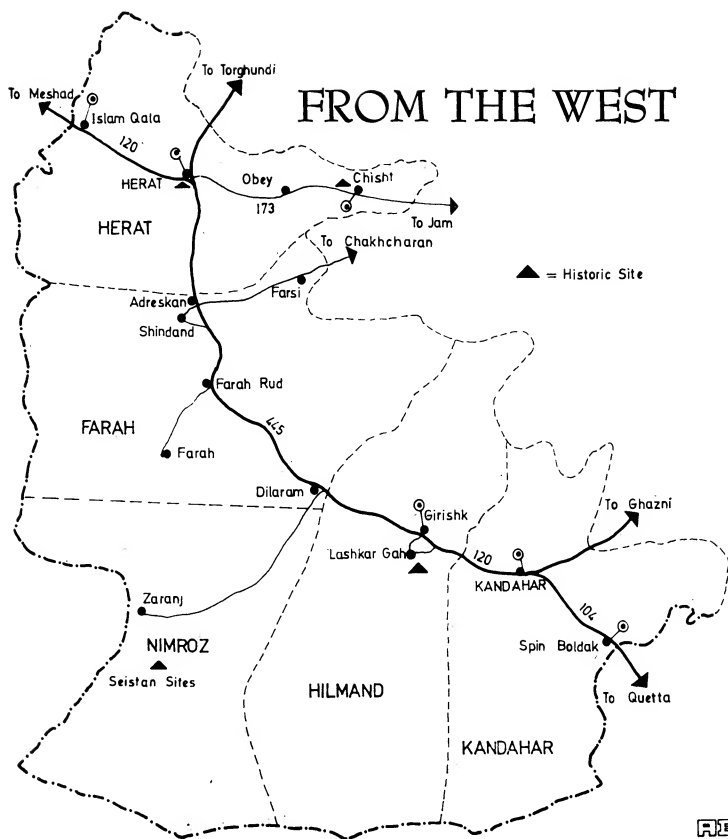 FROM THE WEST
To Meshad
To Torghundi
Islam Qala
120
HERAT
Obey
Chisht
173
To Jam
HERAT
To Chakhcharan
= Historic Site
Farsi
Adreskan
Shindand
Farah Rud
FARAH
445
Farah
Dilaram
Girishk
To Ghazni
Lashkar Gah
120
KANDAHAR
Zaranj
104
NIMROZ
Spin Boldak
Seistan Sites
HILMAND
To Quetta
KANDAHAR